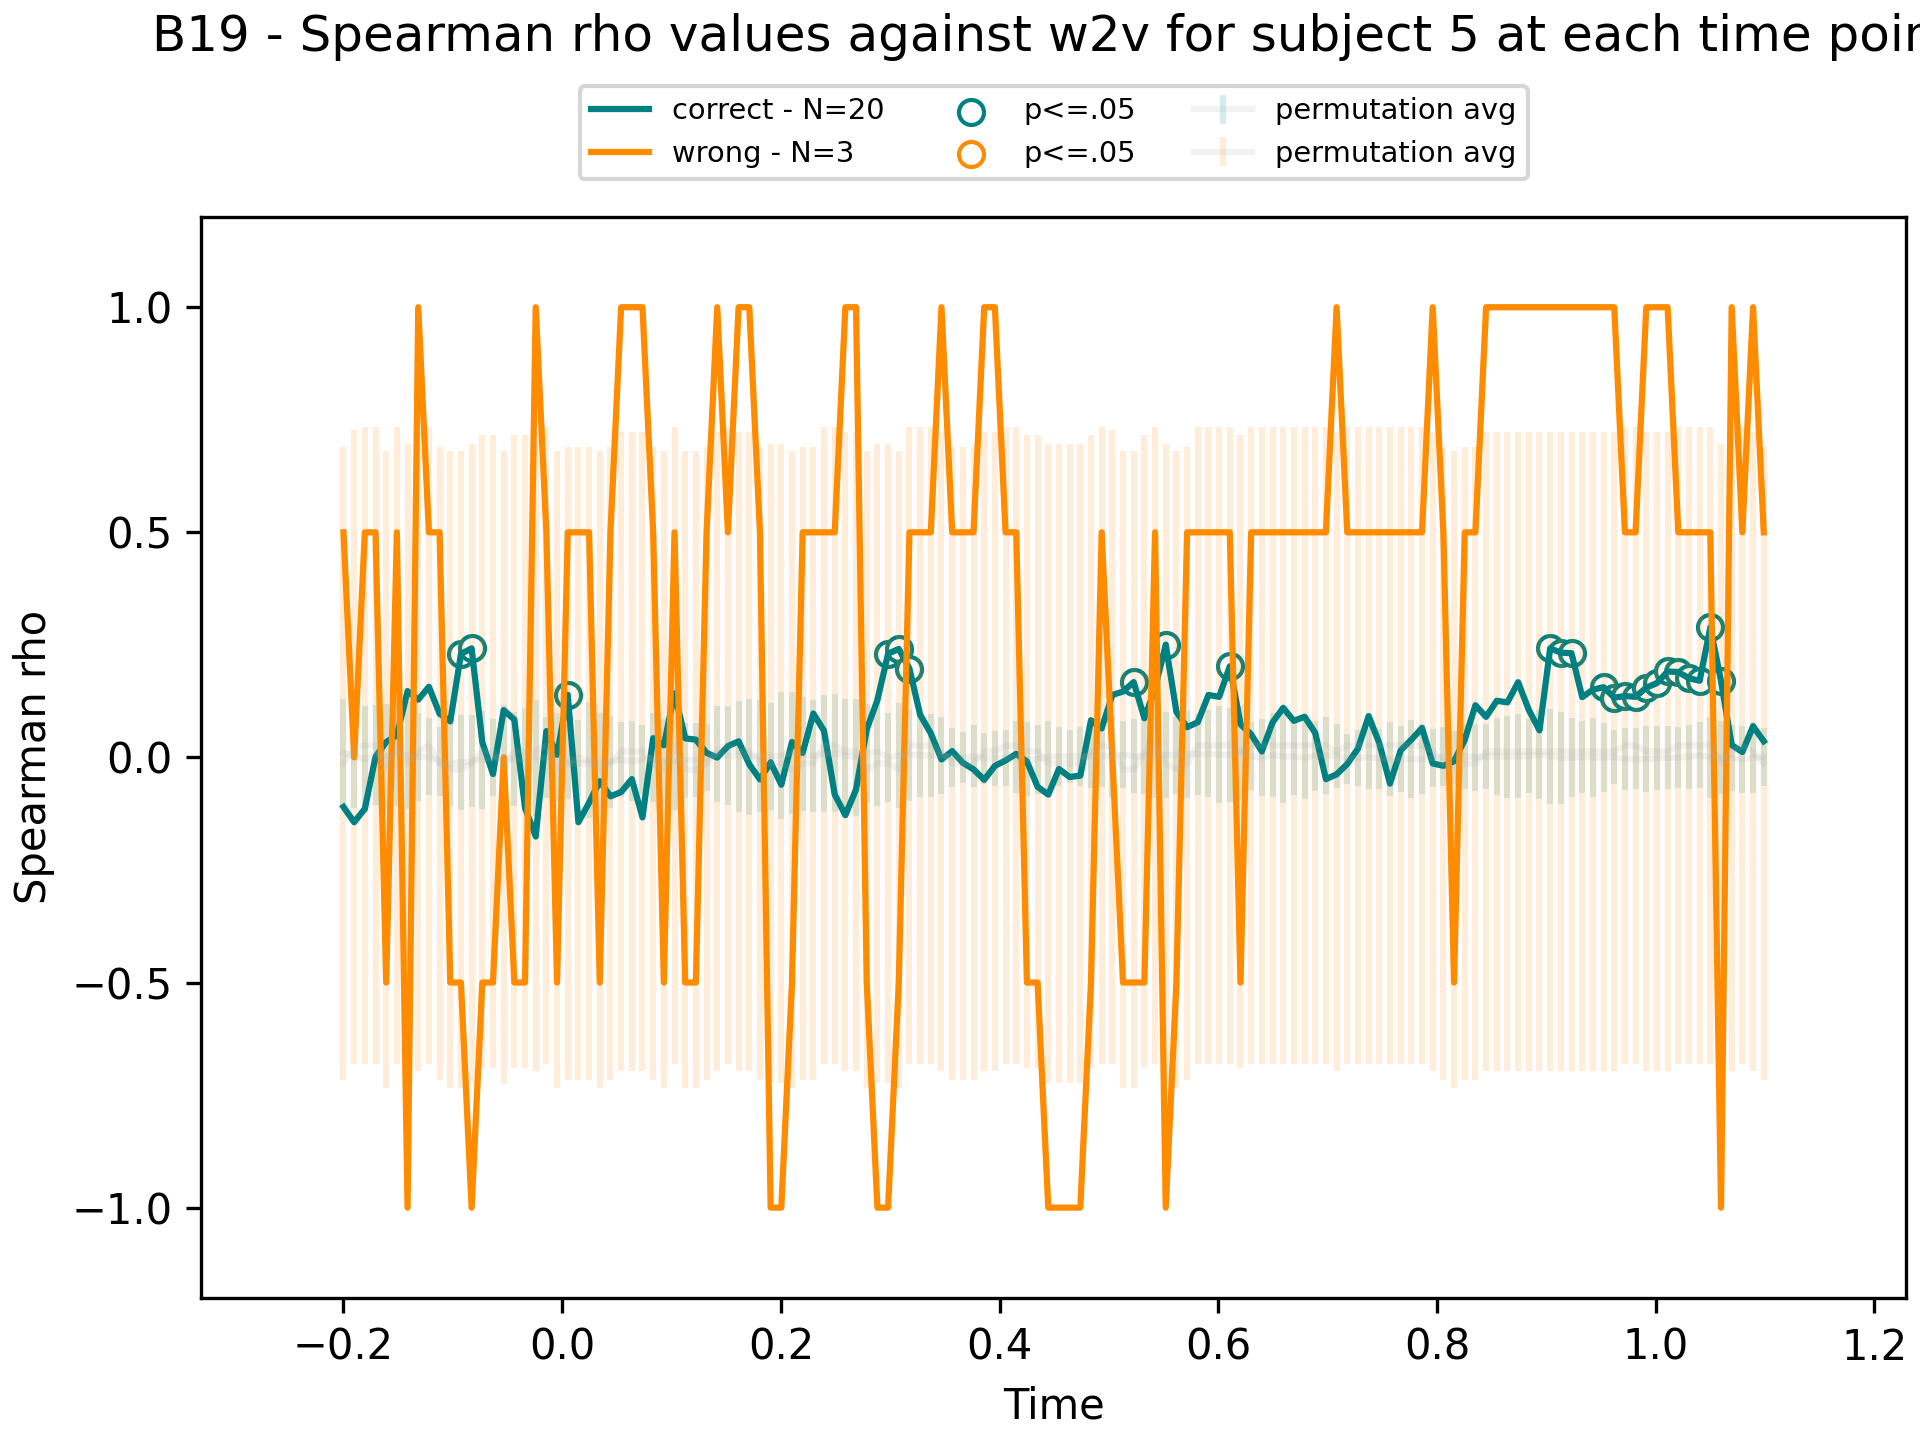 B19 - Spearman rho values against w2v for subject 5 at each time
correct - N=20 p<=.05 permutation avg
wrong - N=3 p<=.05 permutation avg
1.0
0.5
0.0
−0.5
−1.0
Spearman rho
−0.2 0.0 0.2 0.4 0.6 0.8 1.0 1.2
Time